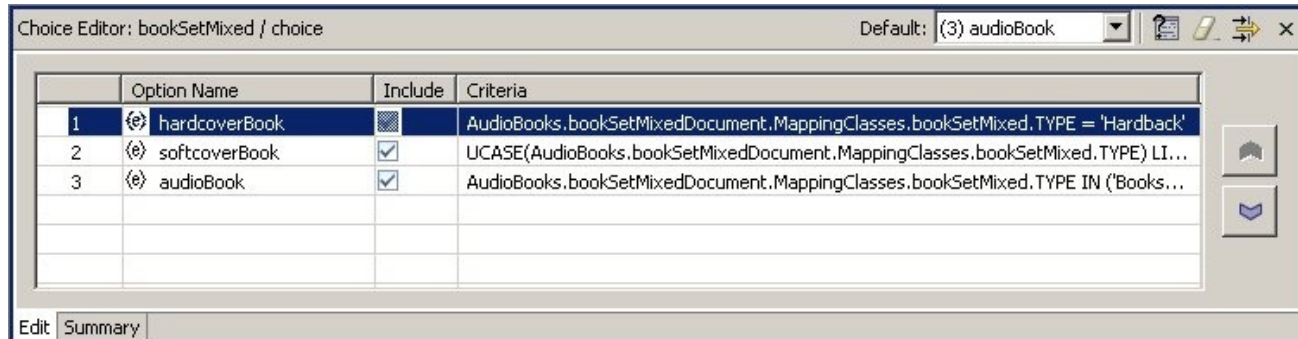 Choice Editor: bookSetMixed / choice Default: (3) audioBook
Option Name Include Criteria
1 hardcoverBook AudioBooks.bookSetMixedDocument.MappingClasses.bookSetMixed.TYPE = 'Hardback'
2 softcoverBook UCASE(AudioBooks.bookSetMixedDocument.MappingClasses.bookSetMixed.TYPE) LI...
3 audioBook AudioBooks.bookSetMixedDocument.MappingClasses.bookSetMixed.TYPE IN ('Books...
Edit Summary